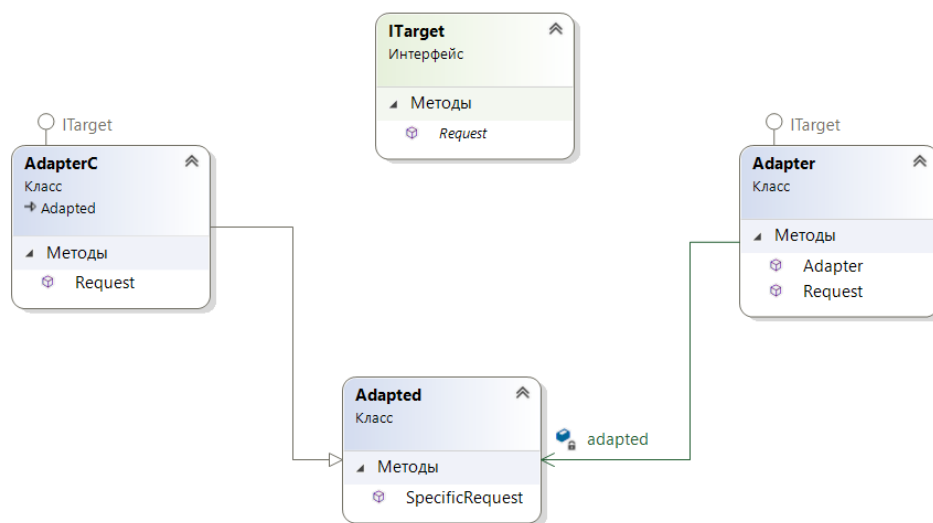 ITarget
Интерфейс
Методы
Request
ITarget
AdapterC
Класс
Adapted
Методы
Request
ITarget
Adapter
Класс
Методы
Adapter
Request
Adapted
Класс
Методы
SpecificRequest
adapted